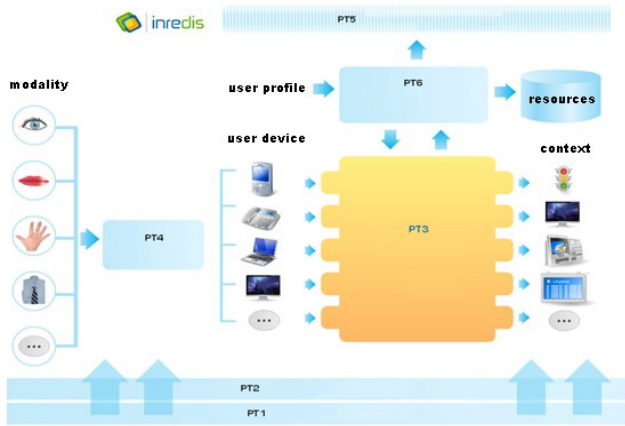 inredis
PT5
modality
user profile
PT6
resources
user device
context
PT4
PT3
PT2
PT1